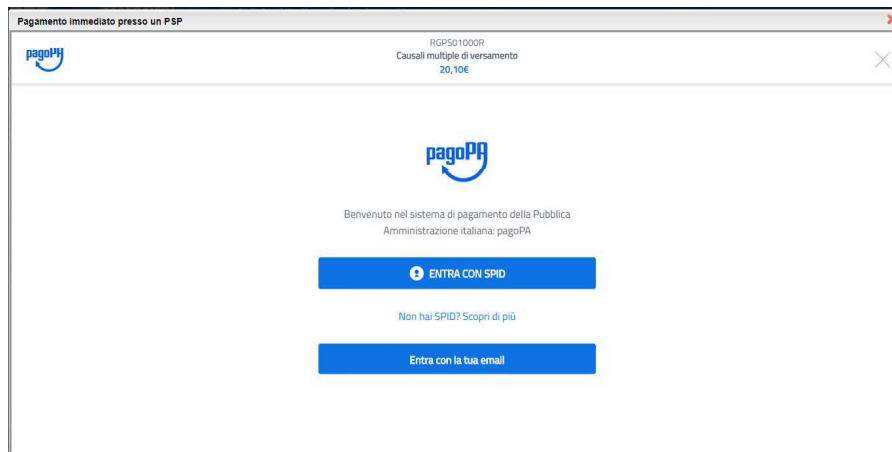 Pagamento immediato presso un PSP
pagoPA
RGPS01000R
Causali multiple di versamento
20,10€
pagoPA
Benvenuto nel sistema di pagamento della Pubblica
Amministrazione italiana: pagoPA
ENTRA CON SPID
Non hai SPID? Scopri di più
Entra con la tua email